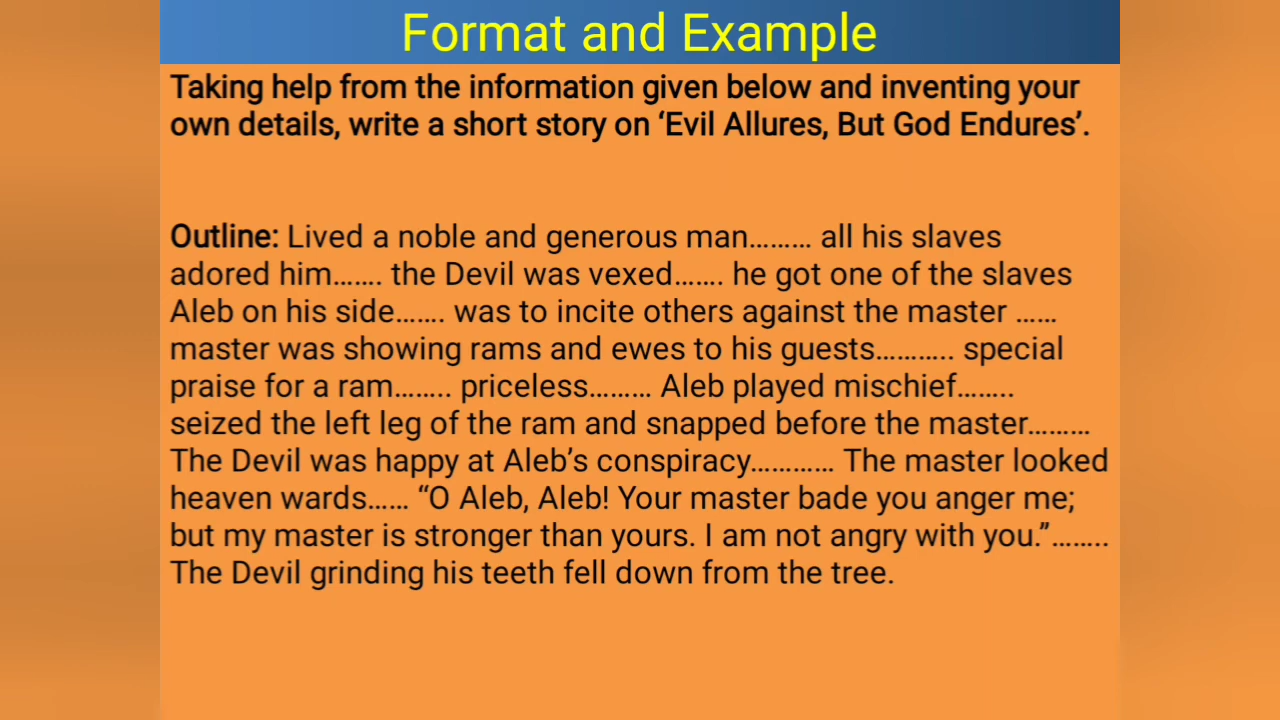 Format and Example
Taking help from the information given below and inventing your
own details, write a short story on ‘Evil Allures, But God Endures’.
Outline: Lived a noble and generous man......... all his slaves
adored him....... the Devil was vexed....... he got one of the slaves
Aleb on his side....... was to incite others against the master ......
master was showing rams and ewes to his guests........... special
praise for a ram........ priceless......... Aleb played mischief........
seized the left leg of the ram and snapped before the master.........
The Devil was happy at Aleb’s conspiracy............ The master looked
heaven wards...... “O Aleb, Aleb! Your master bade you anger me;
but my master is stronger than yours. I am not angry with you.”........
The Devil grinding his teeth fell down from the tree.